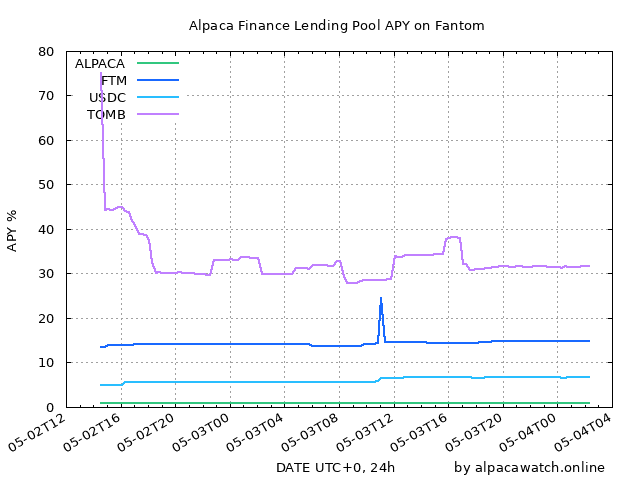 Alpaca Finance Lending Pool APY on Fantom
80
70
60
50
40
30
20
10
0
APY %
ALPACA
FTM
USDC
TOMB
05-02T12
05-02T16
05-02T20
05-03T00
05-03T04
05-03T08
05-03T12
05-03T16
05-03T20
05-04T00
05-04T04
DATE UTC+0, 24h
by alpacawatch.online